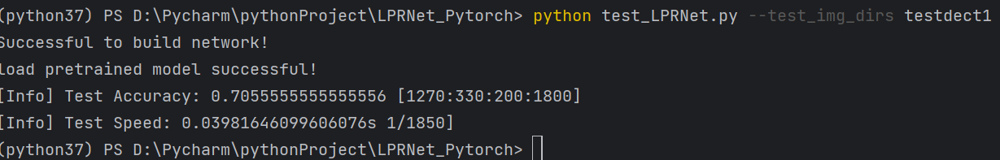 (python37) PS D:\Pycharm\pythonProject\LPRNet_Pytorch> python test_LPRNet.py --test_img_dirs testdect1
Successful to build network!
load pretrained model successful!
[Info] Test Accuracy: 0.7055555555555556 [1270:330:200:1800]
[Info] Test Speed: 0.03981646099606076s 1/1850]
(python37) PS D:\Pycharm\pythonProject\LPRNet_Pytorch>